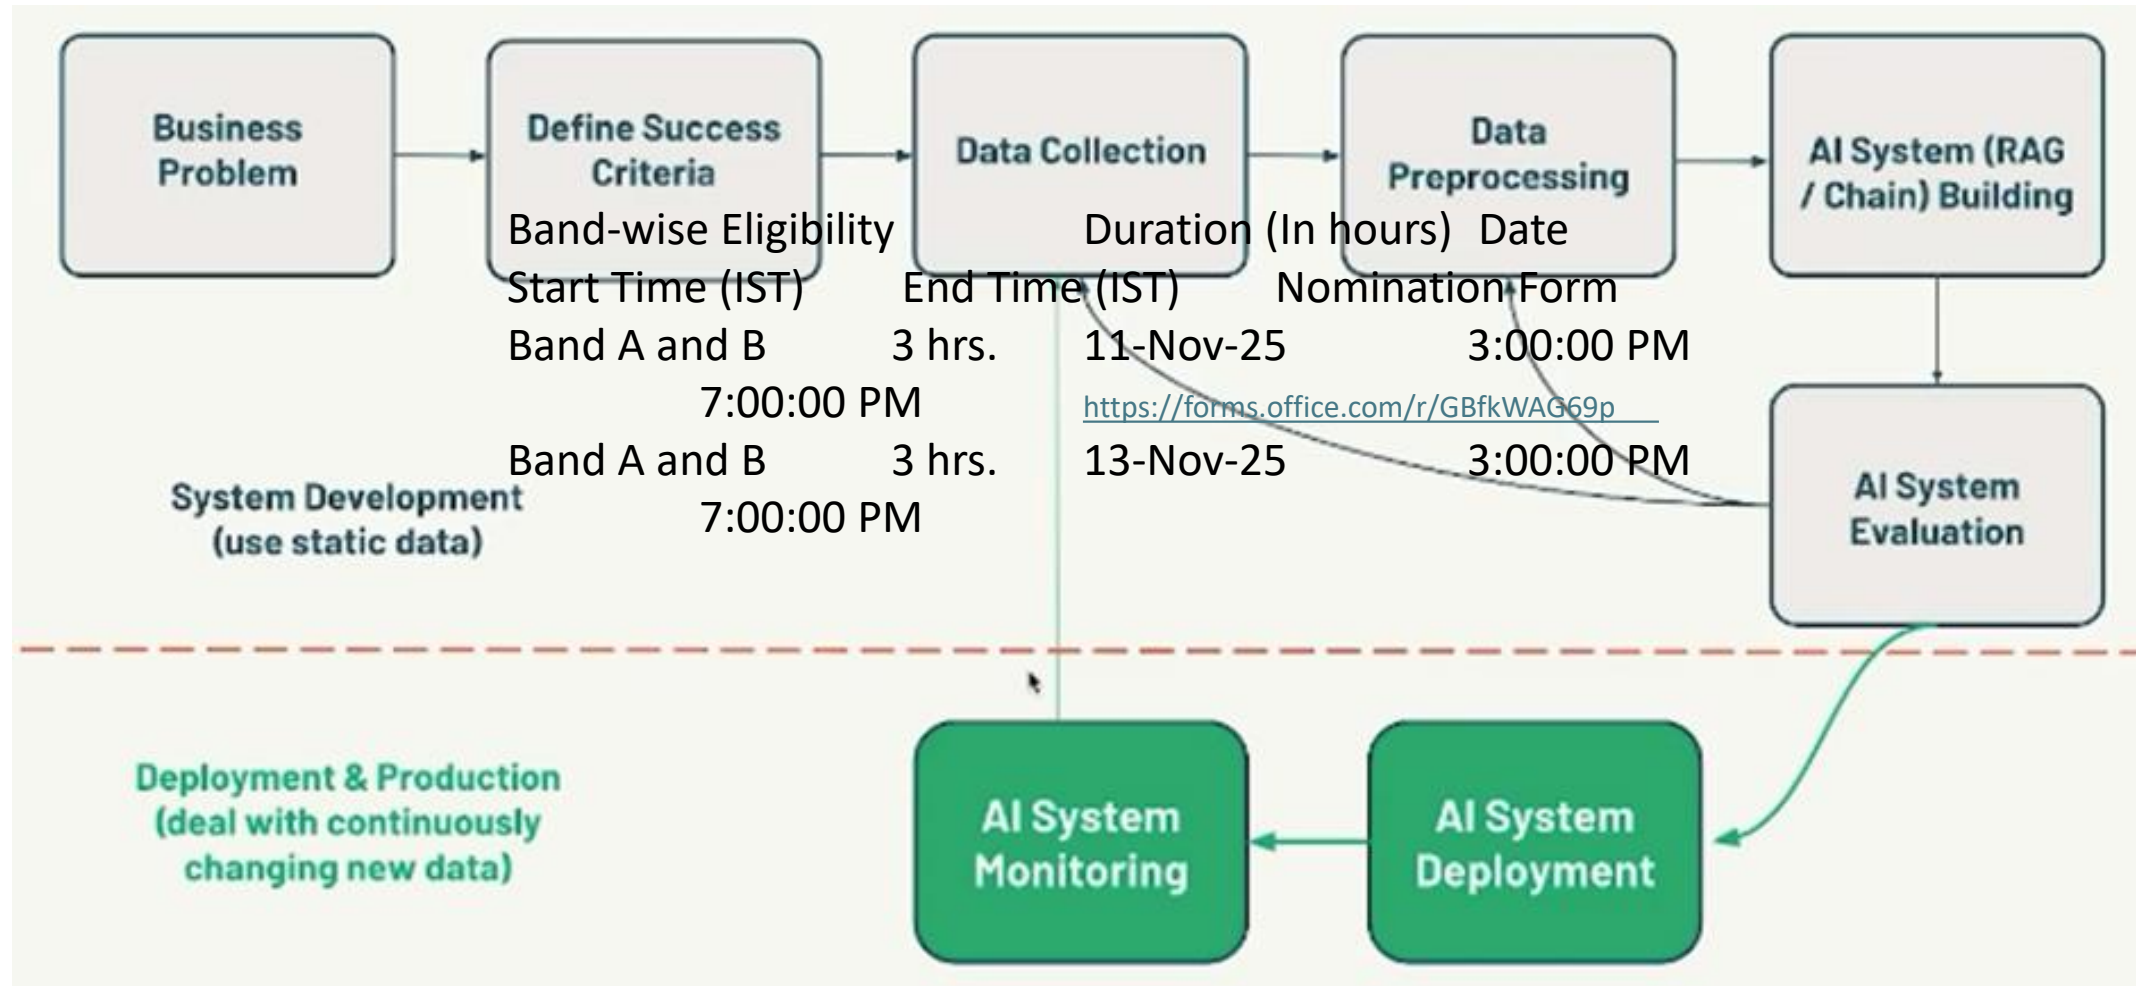 Business
Problem
Define Success
Criteria
Data Collection
Data
Preprocessing
AI System (RAG
/ Chain) Building
Band-wise Eligibility Duration (In hours) Date
Start Time (IST) End Time (IST) Nomination Form
Band A and B 3 hrs. 11-Nov-25 3:00:00 PM
7:00:00 PM https://forms.office.com/r/GBfkWAG69p
Band A and B 3 hrs. 13-Nov-25 3:00:00 PM
7:00:00 PM
System Development
(use static data)
AI System
Evaluation
Deployment & Production
(deal with continuously
changing new data)
AI System
Monitoring
AI System
Deployment